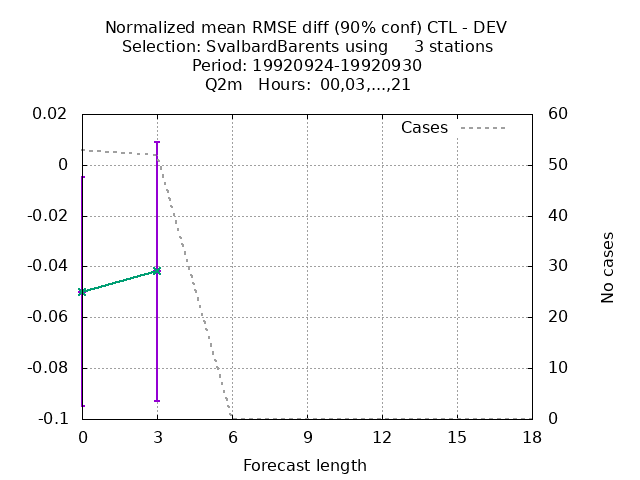 Normalized mean RMSE diff (90% conf) CTL - DEV
Selection: SvalbardBarents using     3 stations
Period: 19920924-19920930
Q2m   Hours:  00,03,...,21
0.02
0
-0.02
-0.04
-0.06
-0.08
-0.1
Cases
60
50
40
30
20
10
0
No cases
0 3 6 9 12 15 18
Forecast length